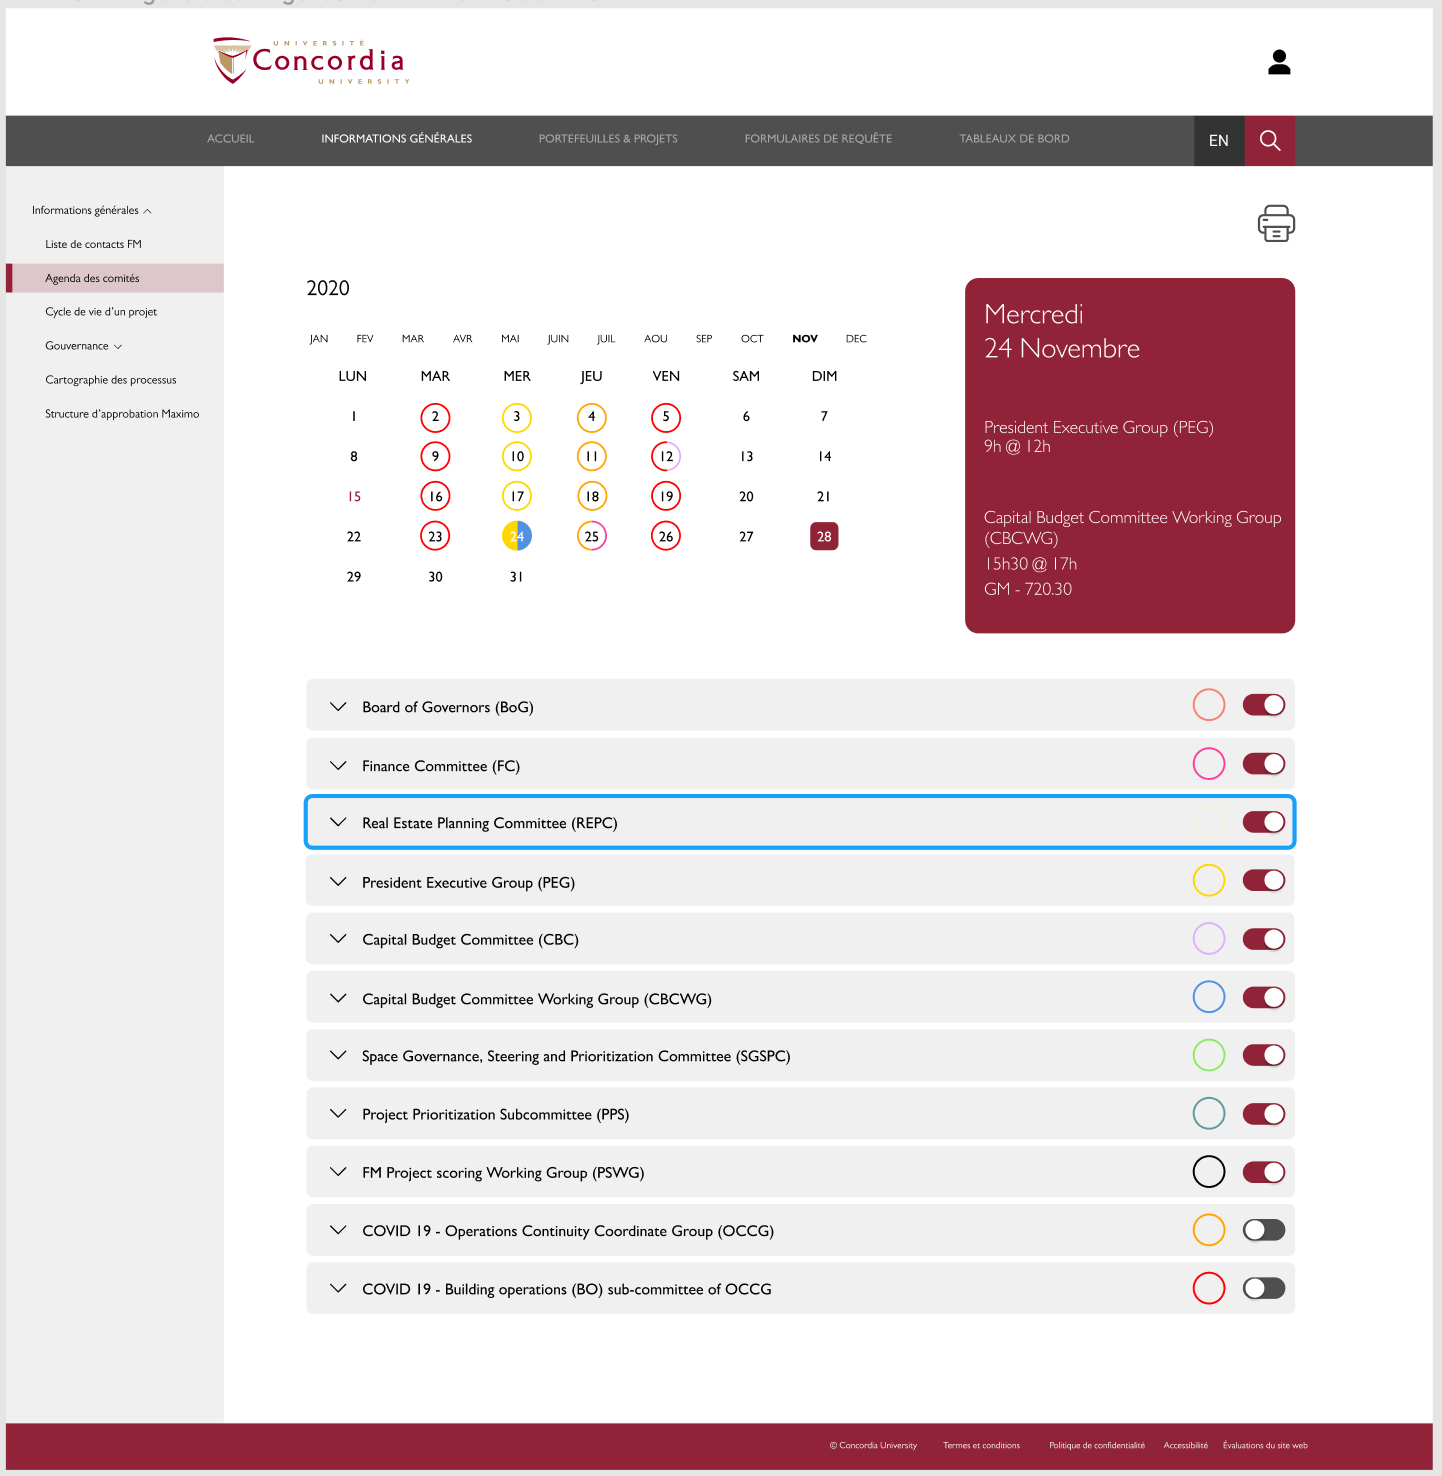 UNIVERSITÉ
Concordia
UNIVERSITY
ACCUEIL INFORMATIONS GÉNÉRALES PORTEFEUILLES & PROJETS FORMULAIRES DE REQUÊTE TABLEAUX DE BORD EN
Informations générales
Liste de contacts FM
Agenda des comités
Cycle de vie d'un projet
Gouvernance
Cartographie des processus
Structure d'approbation Maximo
2020
JAN FEV MAR AVR MAI JUIN JUIL AOU SEP OCT NOV DEC
LUN MAR MER JEU VEN SAM DIM
1 2 3 4 5 6 7
8 9 10 11 12 13 14
15 16 17 18 19 20 21
22 23 24 25 26 27 28
29 30 31
Mercredi
24 Novembre
President Executive Group (PEG)
9h @ 12h
Capital Budget Committee Working Group
(CBCWG)
15h30 @ 17h
GM - 720.30
Board of Governors (BoG)
Finance Committee (FC)
Real Estate Planning Committee (REPC)
President Executive Group (PEG)
Capital Budget Committee (CBC)
Capital Budget Committee Working Group (CBCWG)
Space Governance, Steering and Prioritization Committee (SGSPC)
Project Prioritization Subcommittee (PPS)
FM Project scoring Working Group (PSWG)
COVID 19 - Operations Continuity Coordinate Group (OCCG)
COVID 19 - Building operations (BO) sub-committee of OCCG
© Concordia University Termes et conditions Politique de confidentialité Accessibilité Évaluations du site web